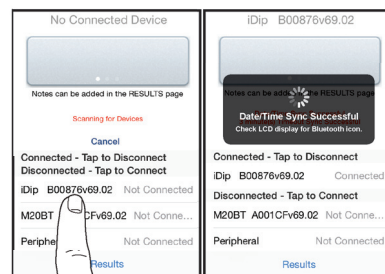 No Connected Device
Notes can be added in the RESULTS page
Scanning for Devices
Cancel
Connected - Tap to Disconnect
Disconnected - Tap to Connect
iDip B00876v69.02 Not Connected
M20BT CFv69.02 Not Conne...
Periphe Not Connected
Results
iDip B00876v69.02
Notes can be added in the RESULTS page
Date/Time Sync Successful
Check LCD display for Bluetooth icon.
Connected - Tap to Disconnect
iDip B00876v69.02 Connected
Disconnected - Tap to Connect
M20BT A001CFv69.02 Not Conne...
Peripheral Not Connected
Results